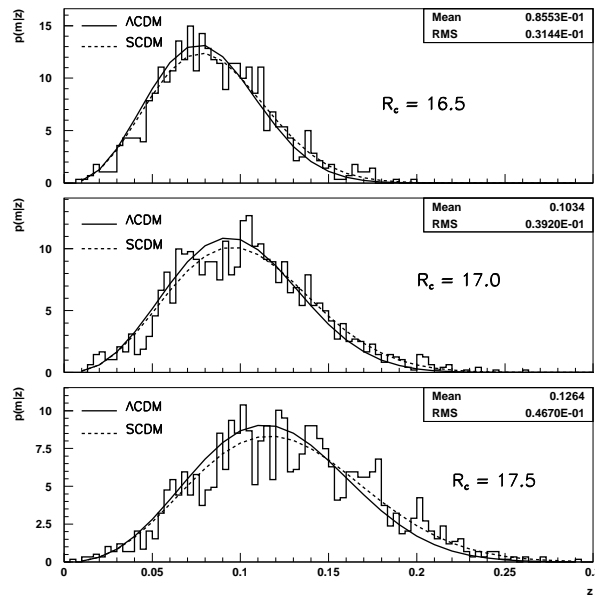 p(m|z)
15
10
5
0
ΛCDM
SCDM
Mean 0.8553E-01
RMS 0.3144E-01
R_c = 16.5
p(m|z)
10
5
0
ΛCDM
SCDM
Mean 0.1034
RMS 0.3920E-01
R_c = 17.0
p(m|z)
10
7.5
5
2.5
0
ΛCDM
SCDM
Mean 0.1264
RMS 0.4670E-01
R_c = 17.5
0 0.05 0.1 0.15 0.2 0.25
z